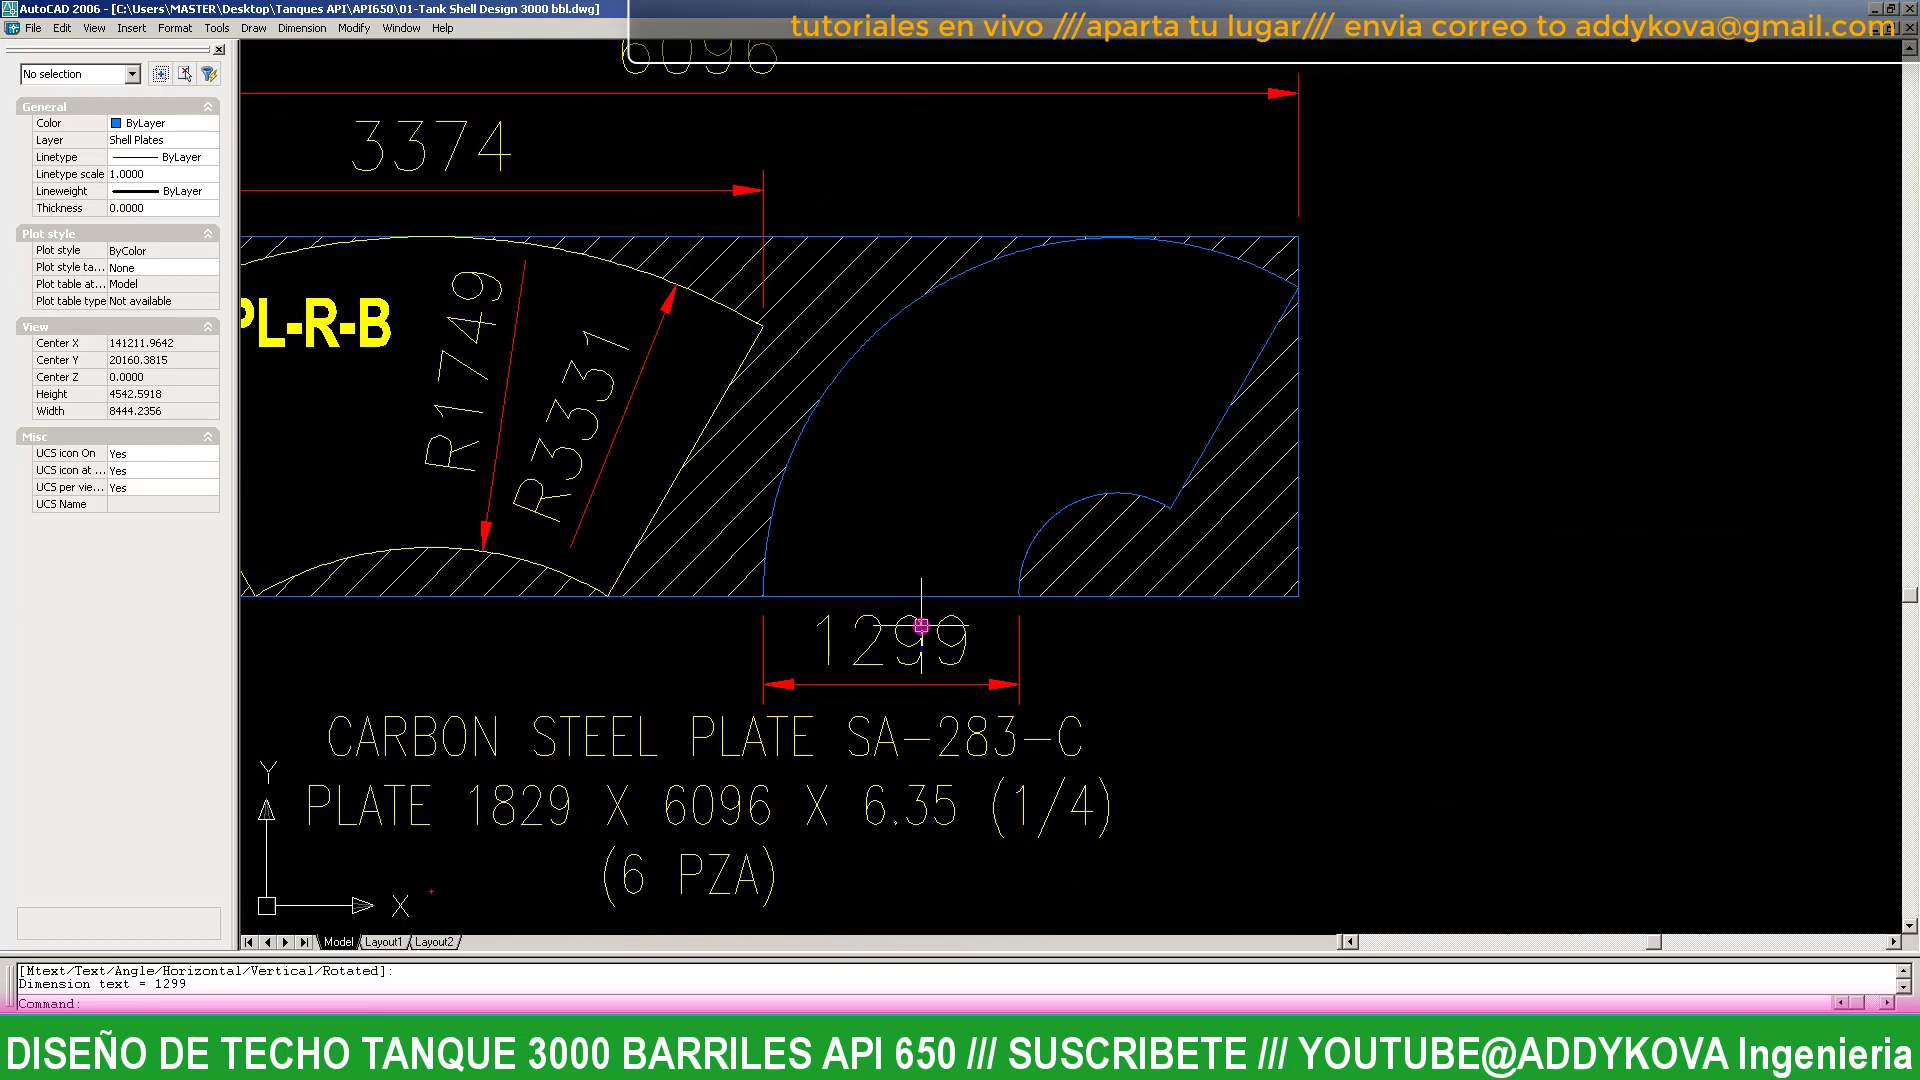 AutoCAD 2006 - [C:\Users\MASTER\Desktop\Tanques API\API650\01-Tank Shell Design 3000 bbl.dwg]
tutoriales en vivo ///aparta tu lugar/// envia correo to addykova@gmail.com
File Edit View Insert Format Tools Draw Dimension Modify Window Help
No selection
General
Color ByLayer
Layer Shell Plates
Linetype ByLayer
Linetype scale 1.0000
Lineweight ByLayer
Thickness 0.0000
Plot style
Plot style ByColor
Plot style ta... None
Plot table at... Model
Plot table type Not available
View
Center X 141211.9642
Center Y 20160.3815
Center Z 0.0000
Height 4542.5918
Width 8444.2356
Misc
UCS icon On Yes
UCS icon at ... Yes
UCS per vie... Yes
UCS Name
6096
3374
PL-R-B
R1749
R3331
1299
CARBON STEEL PLATE SA-283-C
PLATE 1829 X 6096 X 6.35 (1/4)
(6 PZA)
Y
X
Model Layout1 Layout2
[Mtext/Text/Angle/Horizontal/Vertical/Rotated]:
Dimension text = 1299
Command:
DISEÑO DE TECHO TANQUE 3000 BARRILES API 650 /// SUSCRIBETE /// YOUTUBE@ADDYKOVA Ingenieria